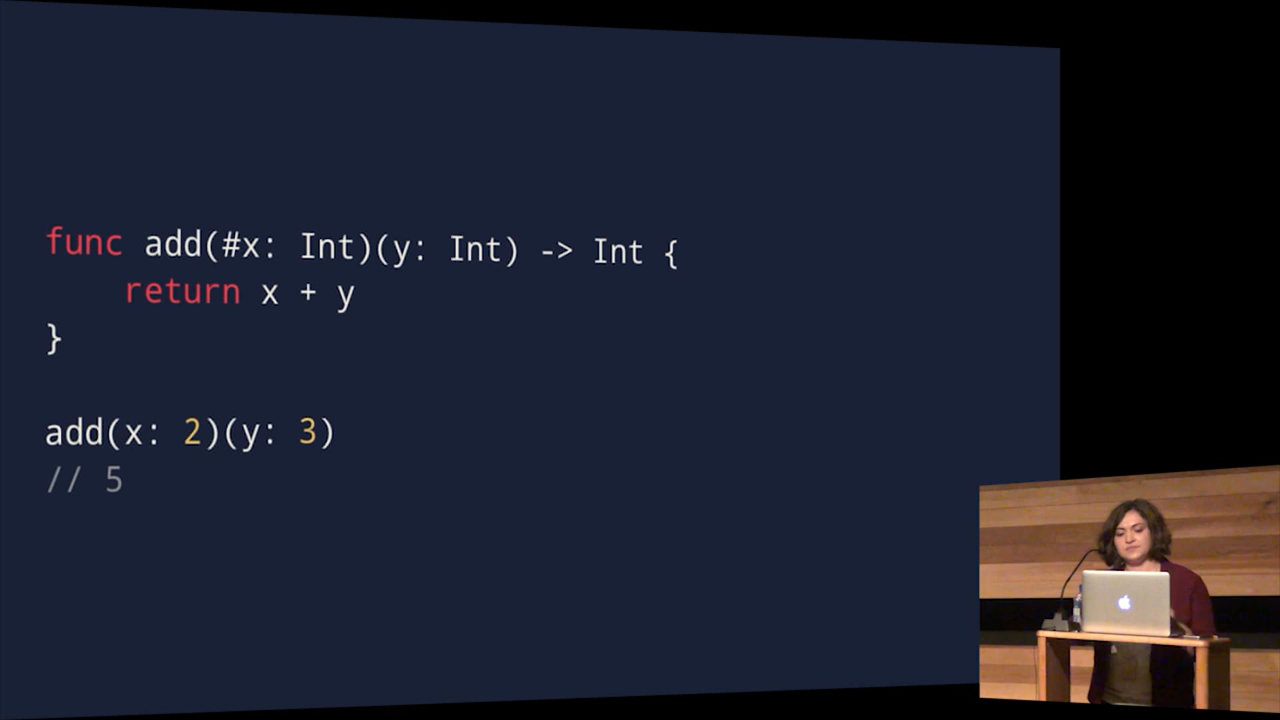 func add(#x: Int)(y: Int) -> Int {
    return x + y
}
add(x: 2)(y: 3)
// 5